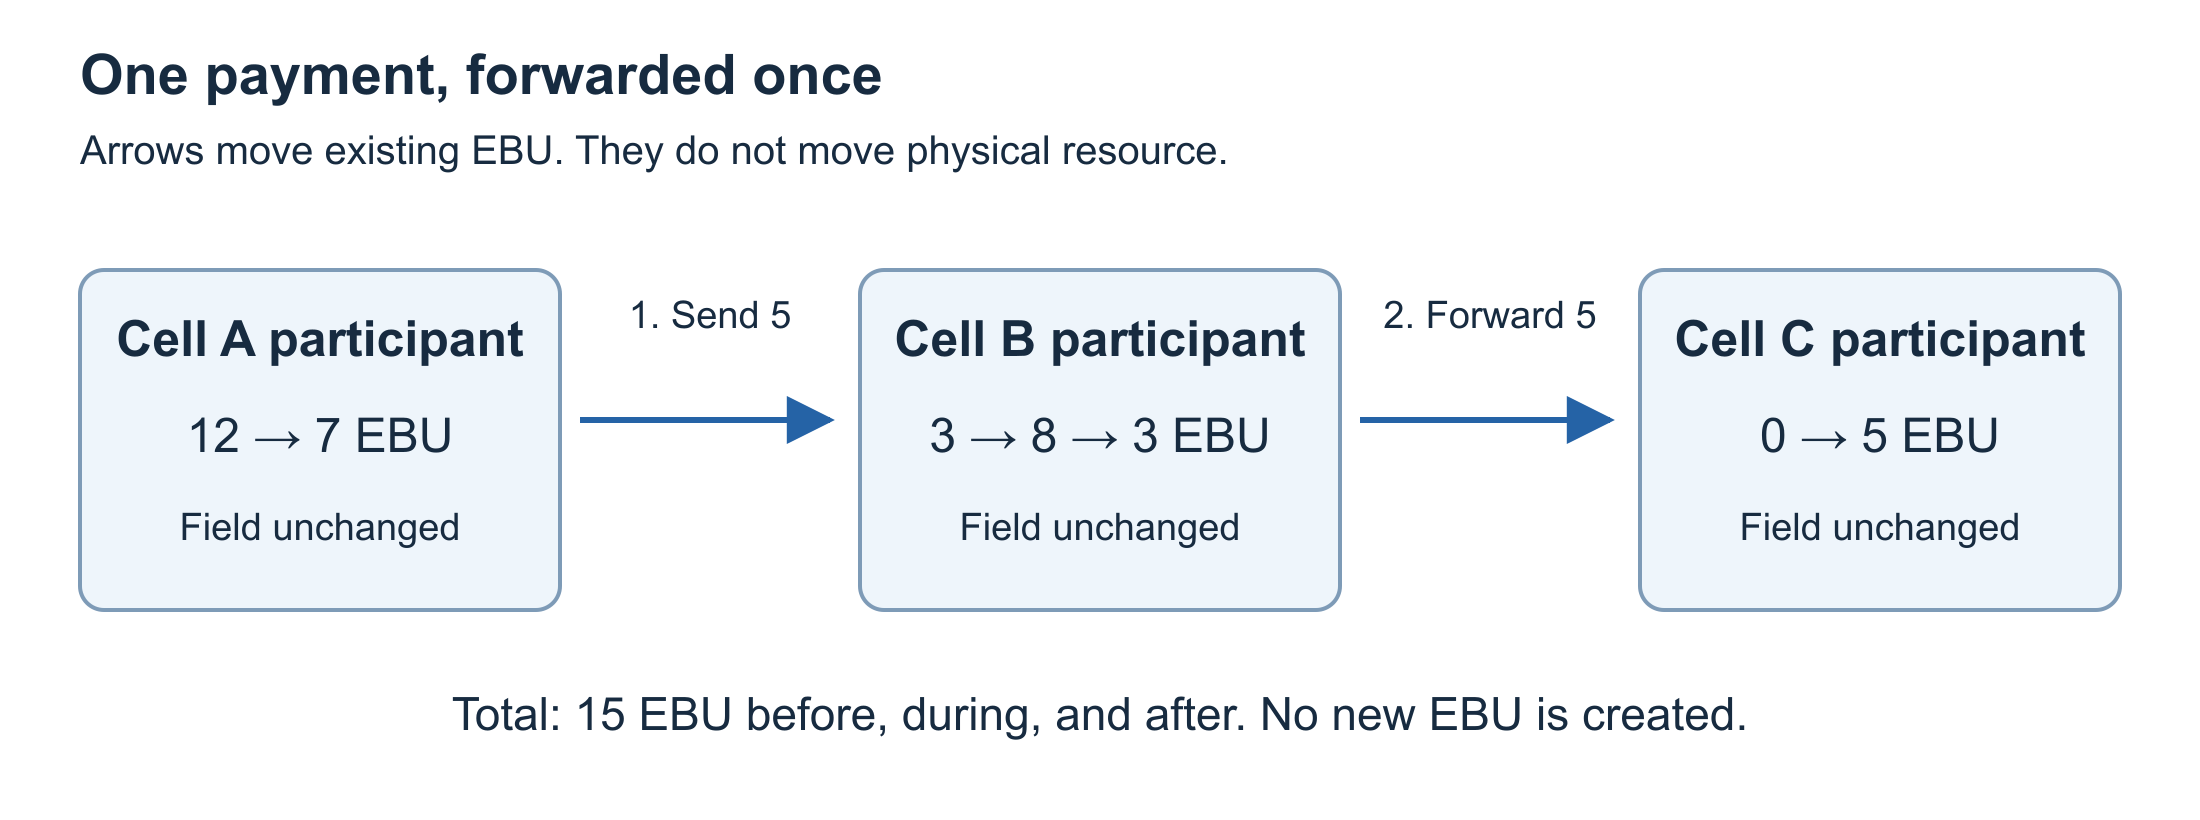 One payment, forwarded once
Arrows move existing EBU. They do not move physical resource.
1. Send 5
2. Forward 5
Cell A participant
12 → 7 EBU
Field unchanged
Cell B participant
3 → 8 → 3 EBU
Field unchanged
Cell C participant
0 → 5 EBU
Field unchanged
Total: 15 EBU before, during, and after. No new EBU is created.